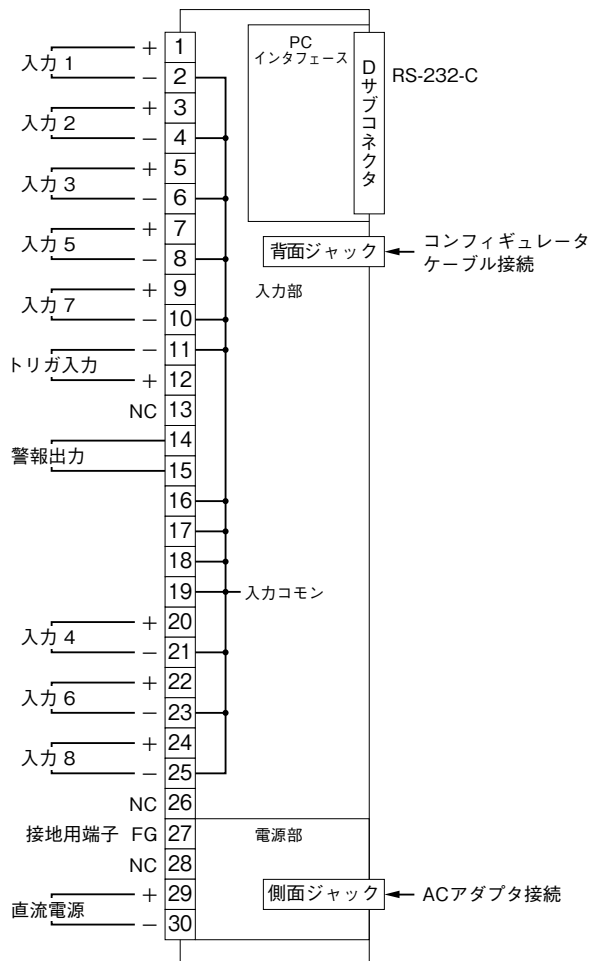 入力 1
+ 1
− 2
入力 2
+ 3
− 4
入力 3
+ 5
− 6
入力 5
+ 7
− 8
入力 7
+ 9
− 10
トリガ入力
− 11
+ 12
NC 13
警報出力
14
15
16
17
18
19
入力コモン
入力 4
+ 20
− 21
入力 6
+ 22
− 23
入力 8
+ 24
− 25
NC 26
接地用端子 FG 27
NC 28
直流電源
+ 29
− 30
PC
インタフェース
Dサブコネクタ
RS-232-C
背面ジャック
コンフィギュレータ
ケーブル接続
入力部
電源部
側面ジャック
ACアダプタ接続